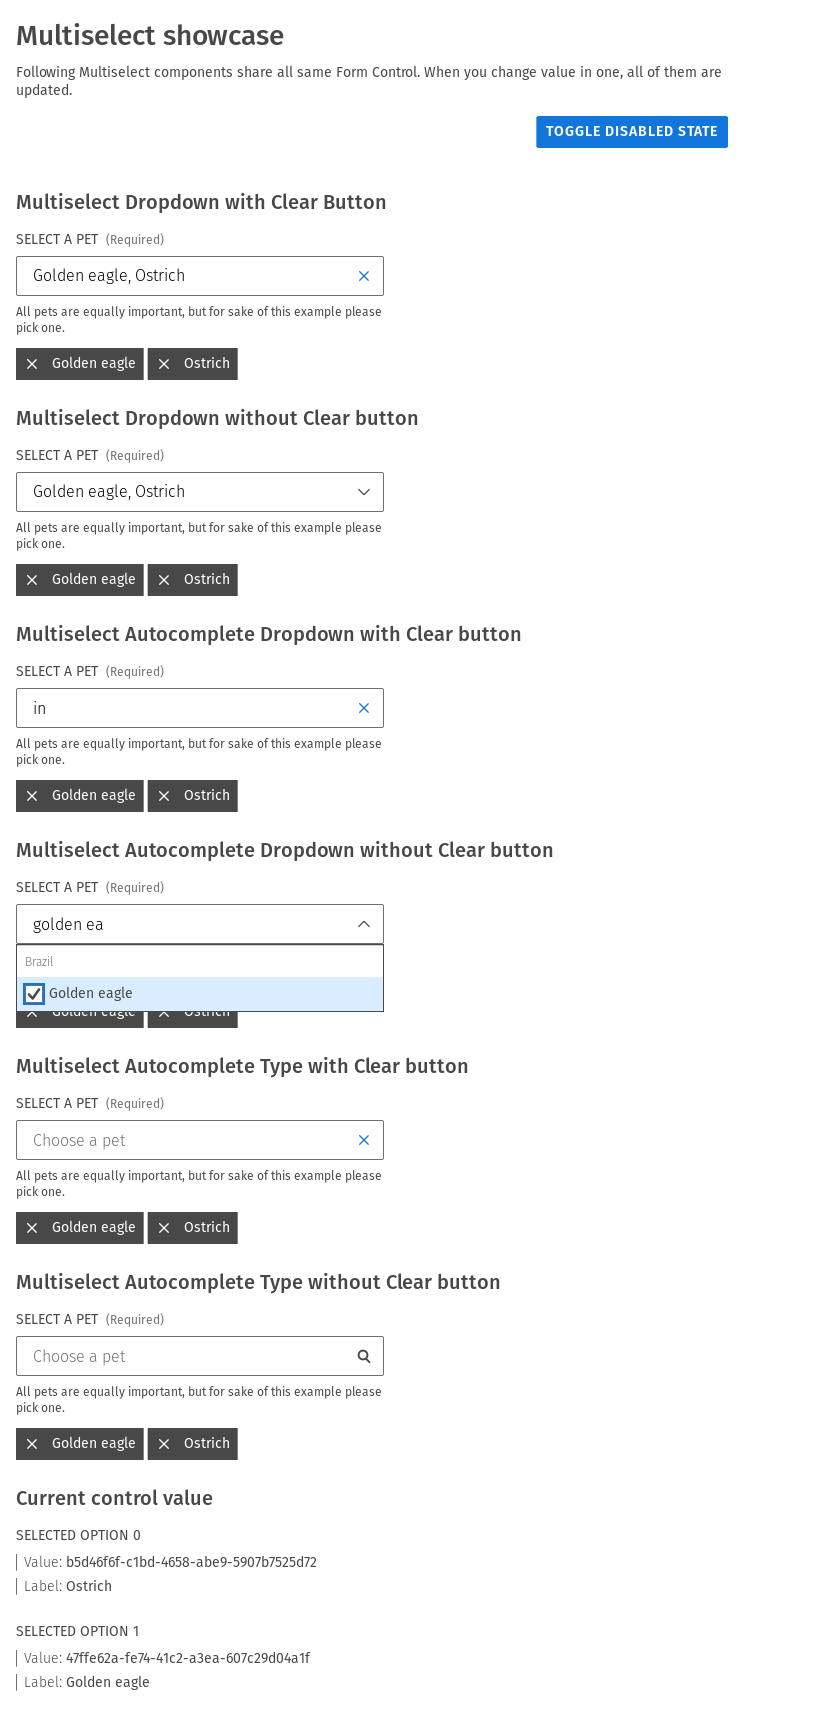 Multiselect showcase
Following Multiselect components share all same Form Control. When you change value in one, all of them are
updated.
TOGGLE DISABLED STATE
Multiselect Dropdown with Clear Button
SELECT A PET (Required)
Golden eagle, Ostrich
All pets are equally important, but for sake of this example please
pick one.
Golden eagle Ostrich
Multiselect Dropdown without Clear button
SELECT A PET (Required)
Golden eagle, Ostrich
All pets are equally important, but for sake of this example please
pick one.
Golden eagle Ostrich
Multiselect Autocomplete Dropdown with Clear button
SELECT A PET (Required)
in
All pets are equally important, but for sake of this example please
pick one.
Golden eagle Ostrich
Multiselect Autocomplete Dropdown without Clear button
SELECT A PET (Required)
golden ea
Brazil
Golden eagle
Golden eagle Ostrich
Multiselect Autocomplete Type with Clear button
SELECT A PET (Required)
Choose a pet
All pets are equally important, but for sake of this example please
pick one.
Golden eagle Ostrich
Multiselect Autocomplete Type without Clear button
SELECT A PET (Required)
Choose a pet
All pets are equally important, but for sake of this example please
pick one.
Golden eagle Ostrich
Current control value
SELECTED OPTION 0
Value: b5d46f6f-c1bd-4658-abe9-5907b7525d72
Label: Ostrich
SELECTED OPTION 1
Value: 47ffe62a-fe74-41c2-a3ea-607c29d04a1f
Label: Golden eagle